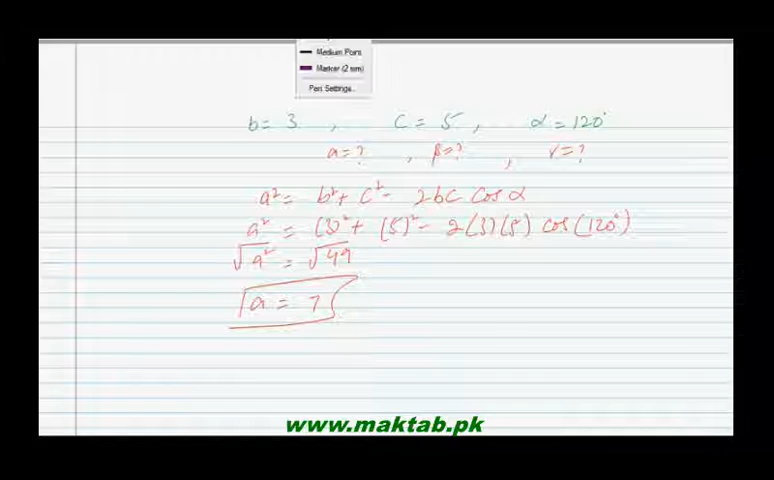 Medium Point
Marker (2 mm)
Pen Settings...
b = 3 , c = 5 , α = 120°
a = ? , β = ? , γ = ?
a² = b² + c² - 2bc cos α
a² = (3)² + (5)² - 2(3)(5) cos(120°)
√a² = √49
a = 7
www.maktab.pk